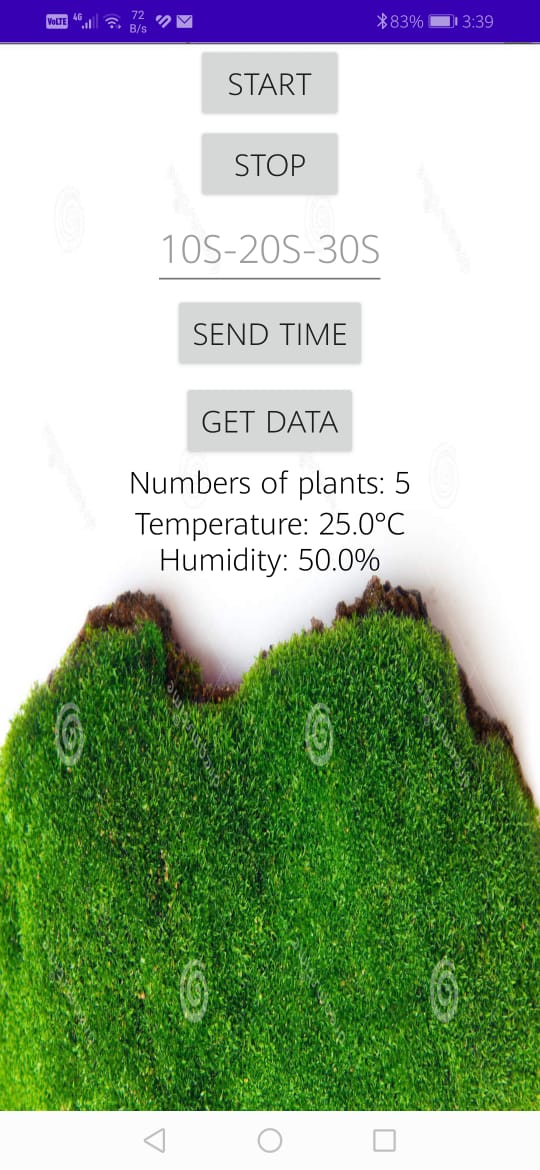 VoLTE 4G 72 B/s 83% 3:39
START
STOP
10S-20S-30S
SEND TIME
GET DATA
Numbers of plants: 5
Temperature: 25.0°C
Humidity: 50.0%